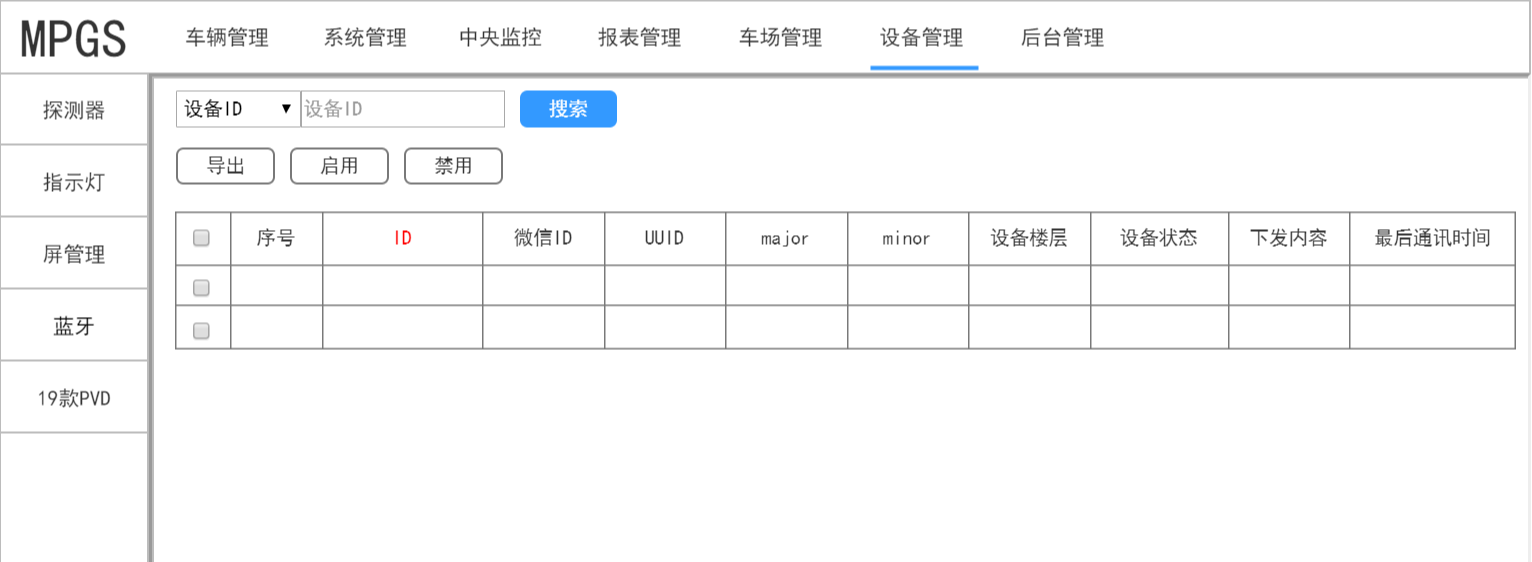 MPGS 车辆管理 系统管理 中央监控 报表管理 车场管理 设备管理 后台管理
探测器
指示灯
屏管理
蓝牙
19款PVD
设备ID ▼ 设备ID 搜索
导出 启用 禁用
序号 ID 微信ID UUID major minor 设备楼层 设备状态 下发内容 最后通讯时间